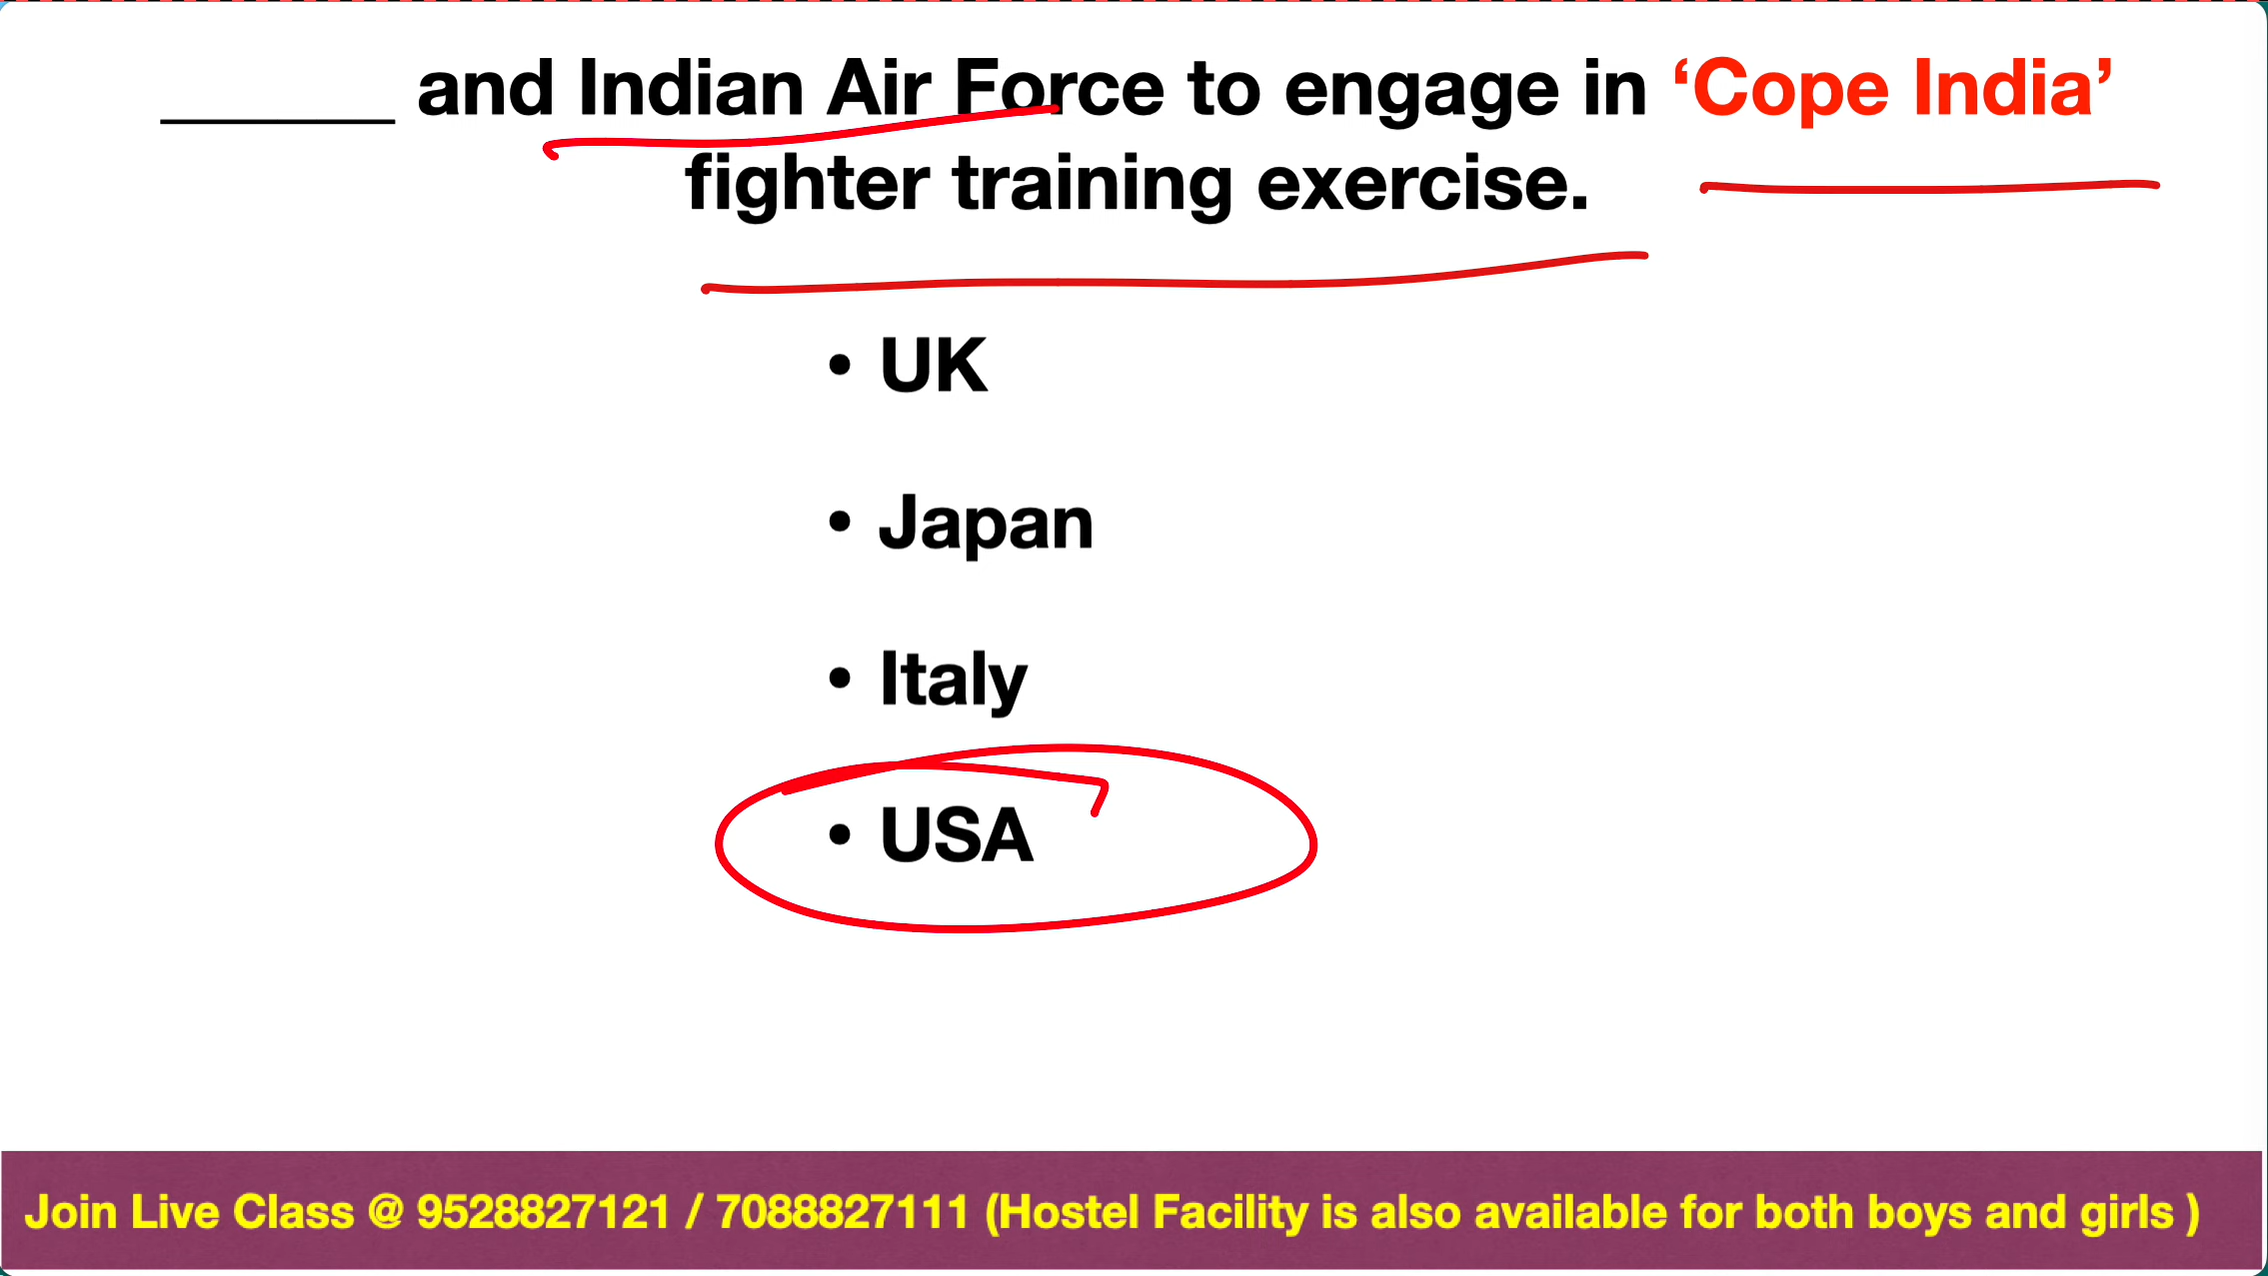 ______ and Indian Air Force to engage in ‘Cope India’
fighter training exercise.
• UK
• Japan
• Italy
• USA
Join Live Class @ 9528827121 / 7088827111 (Hostel Facility is also available for both boys and girls )